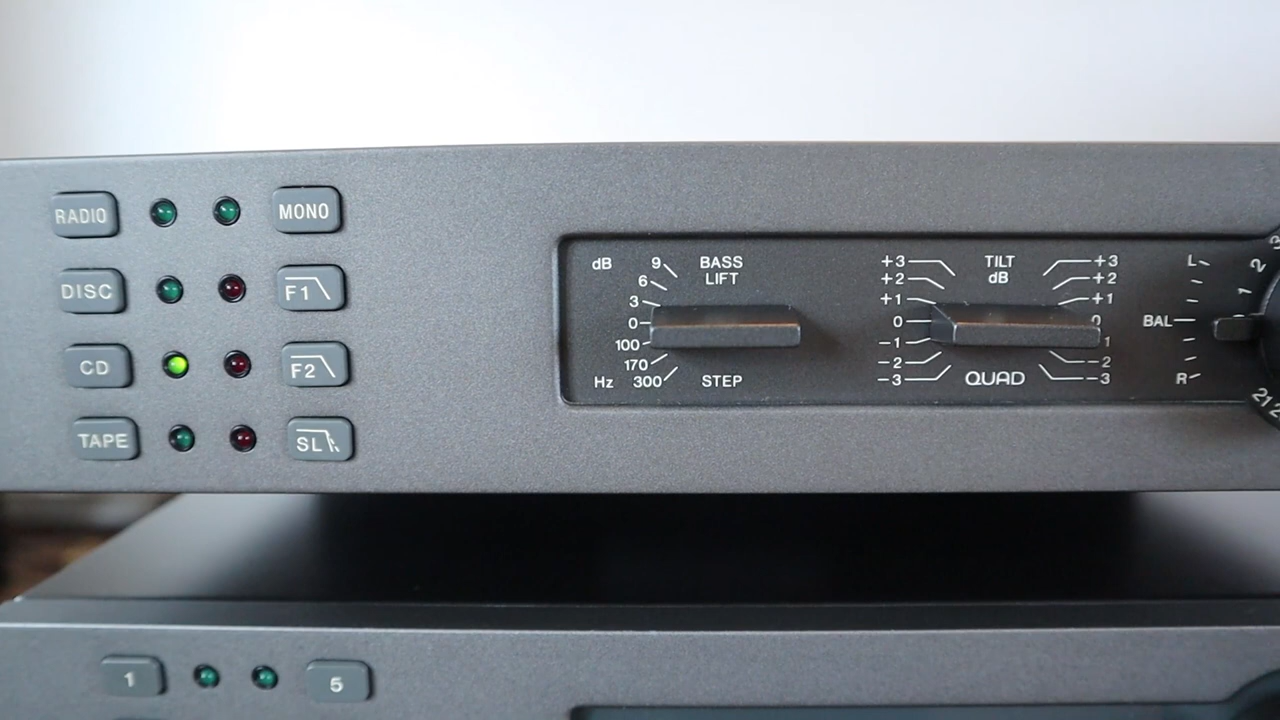 RADIO
MONO
DISC
F1
CD
F2
TAPE
SL
dB
9
6
3
0
100
170
Hz 300
BASS
LIFT
STEP
+3
+2
+1
0
-1
-2
-3
TILT
dB
QUAD
+3
+2
+1
0
1
-2
-3
L
BAL
R
2
1
21
1
5